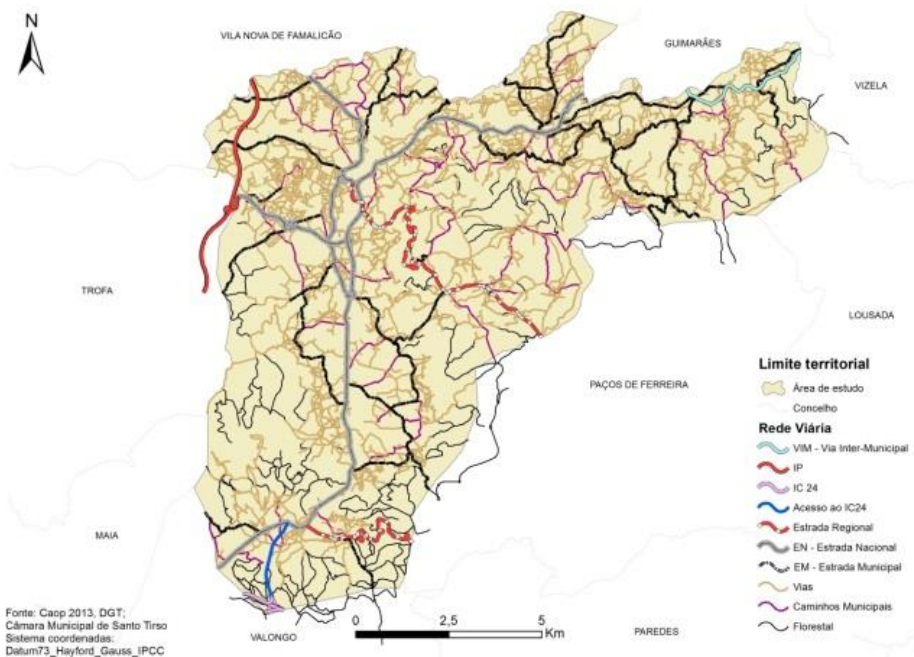 N
VILA NOVA DE FAMALICÃO
GUIMARÃES
VIZELA
TROFA
LOUSADA
PAÇOS DE FERREIRA
MAIA
VALONGO
PAREDES
Limite territorial
Área de estudo
Concelho
Rede Viária
VIM - Via Inter-Municipal
IP
IC 24
Acesso ao IC24
Estrada Regional
EN - Estrada Nacional
EM - Estrada Municipal
Vias
Caminhos Municipais
Florestal
0 2,5 5
Km
Fonte: Caop 2013, DGT;
Câmara Municipal de Santo Tirso
Sistema coordenadas:
Datum73_Hayford_Gauss_IPCC